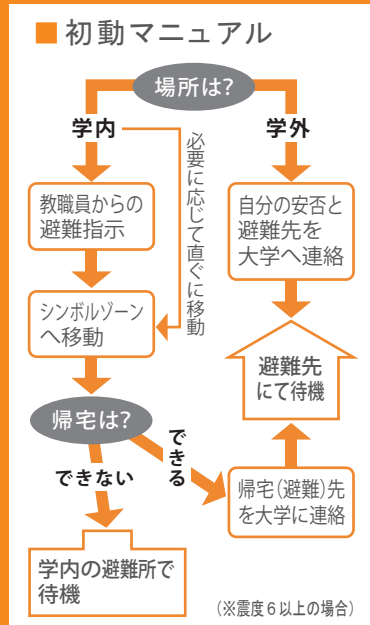 ■初動マニュアル
場所は?
学内
学外
必要に応じて直ぐに移動
教職員からの
避難指示
自分の安否と
避難先を
大学へ連絡
シンボルゾーン
へ移動
避難先
にて待機
帰宅は?
できる
できない
帰宅(避難)先
を大学に連絡
学内の避難所で
待機
(※震度6以上の場合)